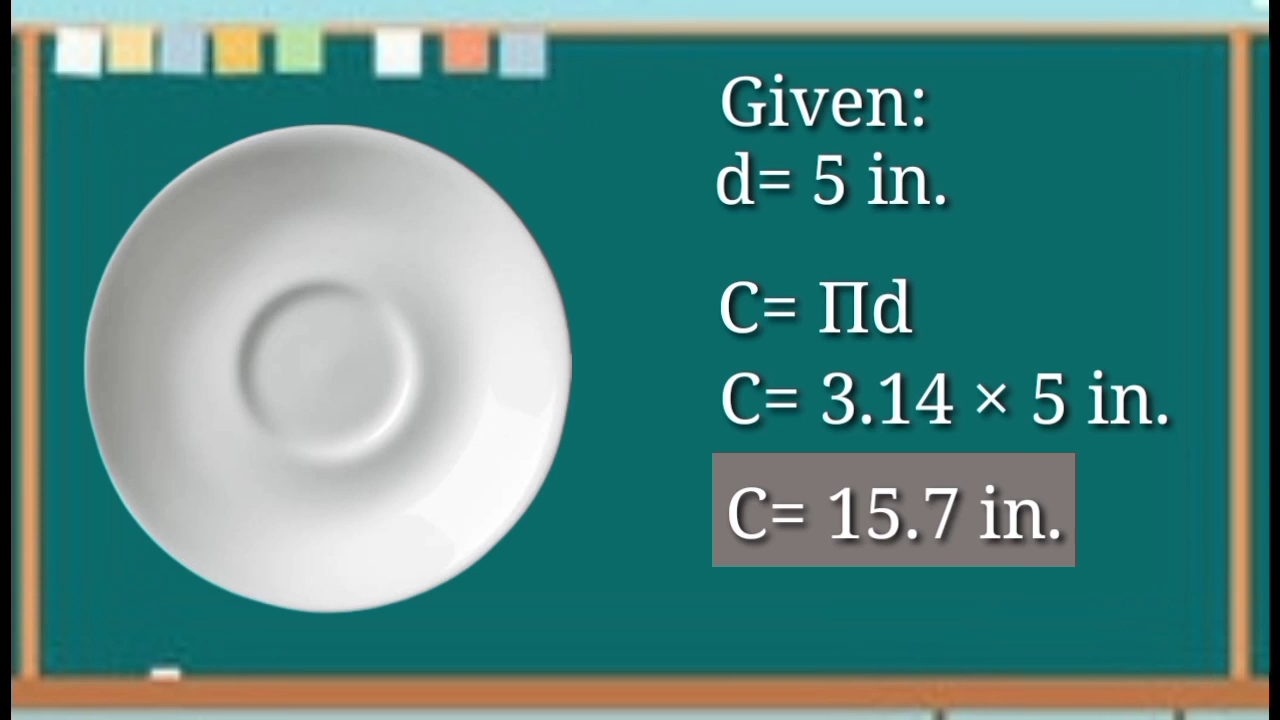 Given:
d= 5 in.
C= Πd
C= 3.14 × 5 in.
C= 15.7 in.